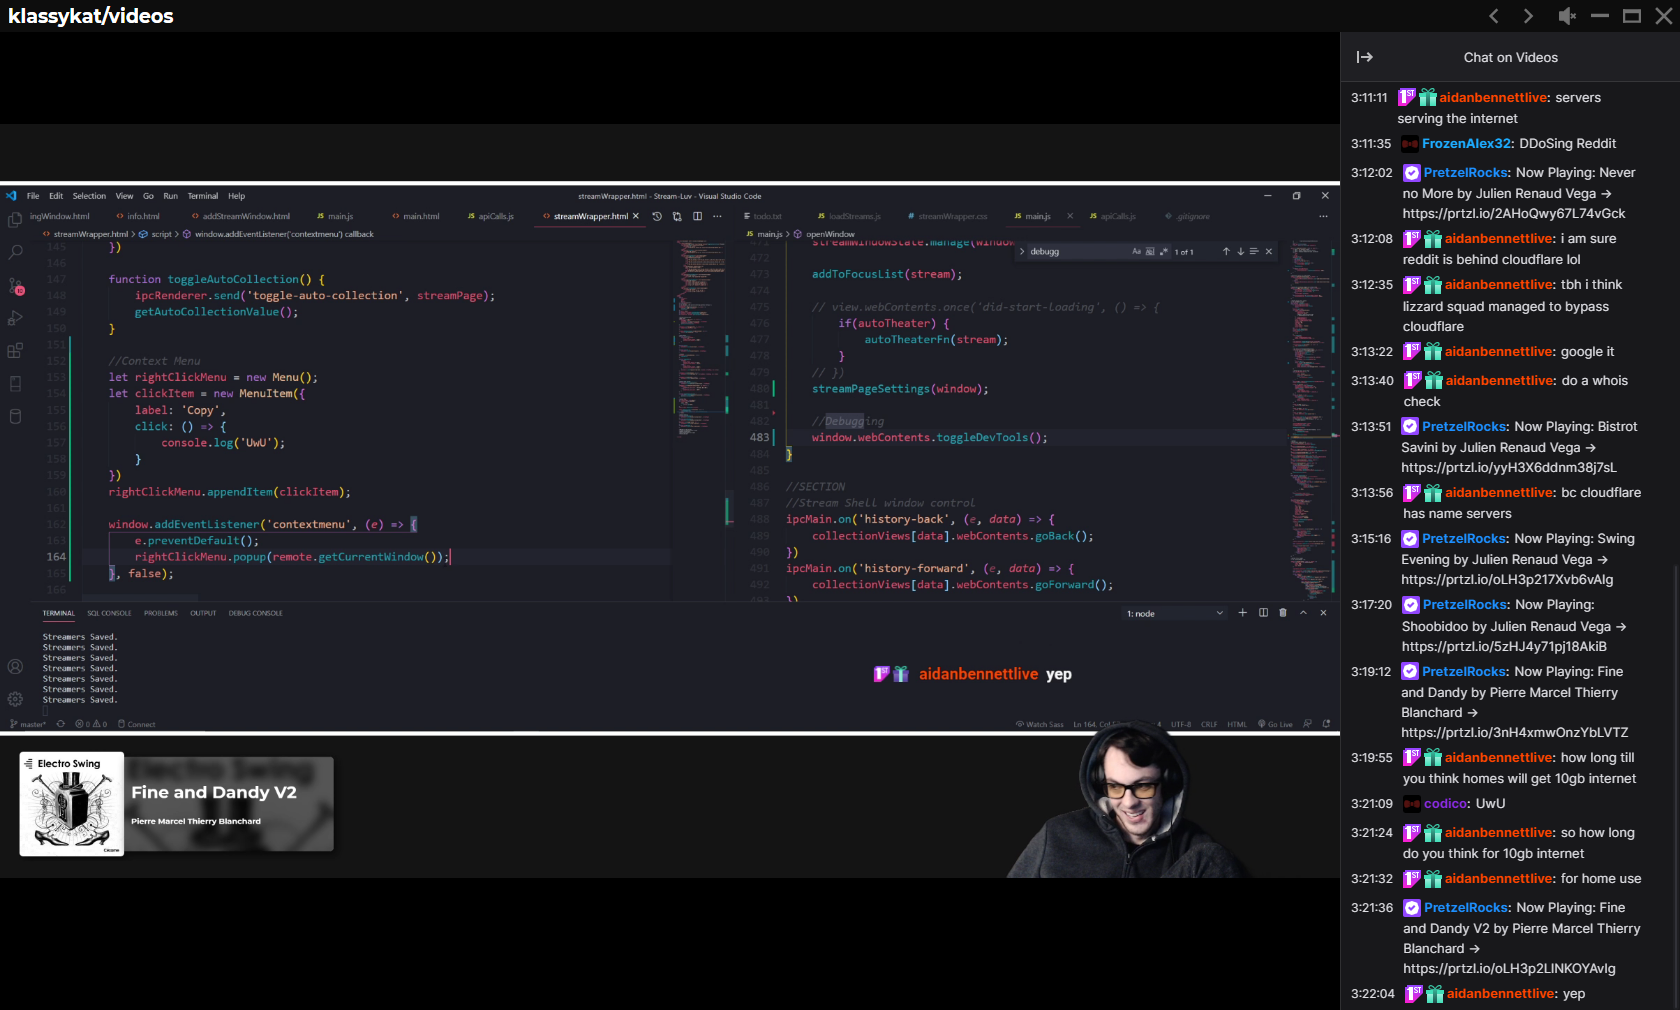 klassykat/videos
Chat on Videos
3:11:11 1ST aidanbennettlive: servers
serving the internet
3:11:35 FrozenAlex32: DDoSing Reddit
3:12:02 PretzelRocks: Now Playing: Never
no More by Julien Renaud Vega →
https://prtzl.io/2AHoQwy67L74vGck
3:12:08 1ST aidanbennettlive: i am sure
reddit is behind cloudflare lol
3:12:35 1ST aidanbennettlive: tbh i think
lizzard squad managed to bypass
cloudflare
3:13:22 1ST aidanbennettlive: google it
3:13:40 1ST aidanbennettlive: do a whois
check
3:13:51 PretzelRocks: Now Playing: Bistrot
Savini by Julien Renaud Vega →
https://prtzl.io/yyH3X6ddnm38j7sL
3:13:56 1ST aidanbennettlive: bc cloudflare
has name servers
3:15:16 PretzelRocks: Now Playing: Swing
Evening by Julien Renaud Vega →
https://prtzl.io/oLH3p217Xvb6vAlg
3:17:20 PretzelRocks: Now Playing:
Shoobidoo by Julien Renaud Vega →
https://prtzl.io/5zHJ4y71pj18AkiB
3:19:12 PretzelRocks: Now Playing: Fine
and Dandy by Pierre Marcel Thierry
Blanchard →
https://prtzl.io/3nH4xmwOnzYbLVTZ
3:19:55 1ST aidanbennettlive: how long till
you think homes will get 10gb internet
3:21:09 codico: UwU
3:21:24 1ST aidanbennettlive: so how long
do you think for 10gb internet
3:21:32 1ST aidanbennettlive: for home use
3:21:36 PretzelRocks: Now Playing: Fine
and Dandy V2 by Pierre Marcel Thierry
Blanchard →
https://prtzl.io/oLH3p2LlNKOYAvlg
3:22:04 1ST aidanbennettlive: yep
File Edit Selection View Go Run Terminal Help
streamWrapper.html - Stream-Luv - Visual Studio Code
ingWindow.html info.html addStreamWindow.html main.js main.html apiCalls.js streamWrapper.html
streamWrapper.html > script > window.addEventListener('contextmenu') callback
145 })
146
147 function toggleAutoCollection() {
148 ipcRenderer.send('toggle-auto-collection', streamPage);
149 getAutoCollectionValue();
150 }
151
152 //Context Menu
153 let rightClickMenu = new Menu();
154 let clickItem = new MenuItem({
155 label: 'Copy',
156 click: () => {
157 console.log('UwU');
158 }
159 })
160 rightClickMenu.appendItem(clickItem);
161
162 window.addEventListener('contextmenu', (e) => {
163 e.preventDefault();
164 rightClickMenu.popup(remote.getCurrentWindow());
165 }, false);
166
todo.txt loadStreams.js streamWrapper.css main.js apiCalls.js .gitignore
main.js > openWindow
debugg Aa 1 of 1
streamWindowState.manage(window
472
473 addToFocusList(stream);
474
475 // view.webContents.once('did-start-loading', () => {
476 if(autoTheater) {
477 autoTheaterFn(stream);
478 }
479 // })
480 streamPageSettings(window);
481
482 //Debugging
483 window.webContents.toggleDevTools();
484 }
485
486 //SECTION
487 //Stream Shell window control
488 ipcMain.on('history-back', (e, data) => {
489 collectionViews[data].webContents.goBack();
490 })
491 ipcMain.on('history-forward', (e, data) => {
492 collectionViews[data].webContents.goForward();
493 })
TERMINAL SQL CONSOLE PROBLEMS OUTPUT DEBUG CONSOLE
1: node
Streamers Saved.
Streamers Saved.
Streamers Saved.
Streamers Saved.
Streamers Saved.
Streamers Saved.
Streamers Saved.
1ST aidanbennettlive yep
master* 0 0 Connect
Watch Sass Ln 164, 4 UTF-8 CRLF HTML Go Live
Electro Swing
Fine and Dandy V2
Pierre Marcel Thierry Blanchard